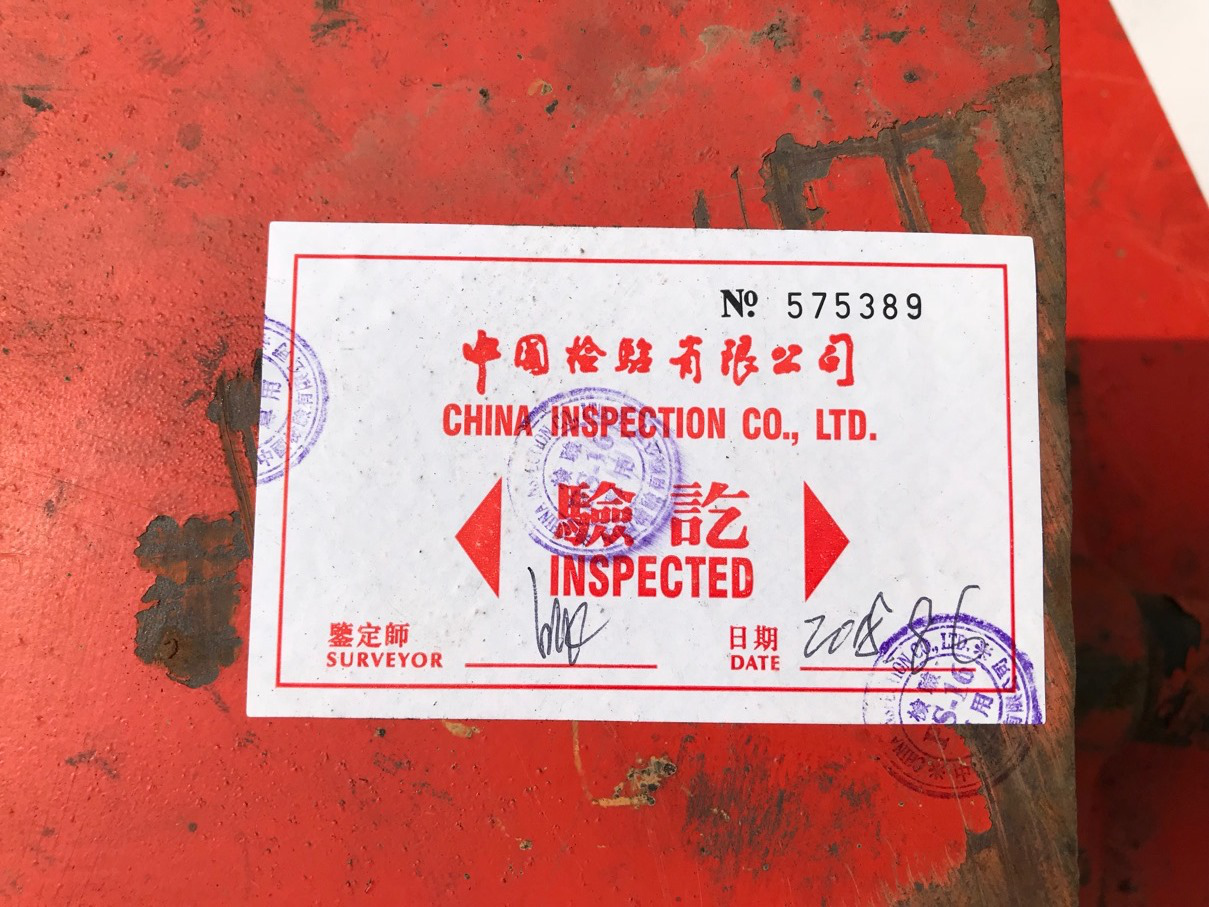 № 575389
中國檢驗有限公司
CHINA INSPECTION CO., LTD.
驗訖
INSPECTED
鑒定師
SURVEYOR
日期
DATE